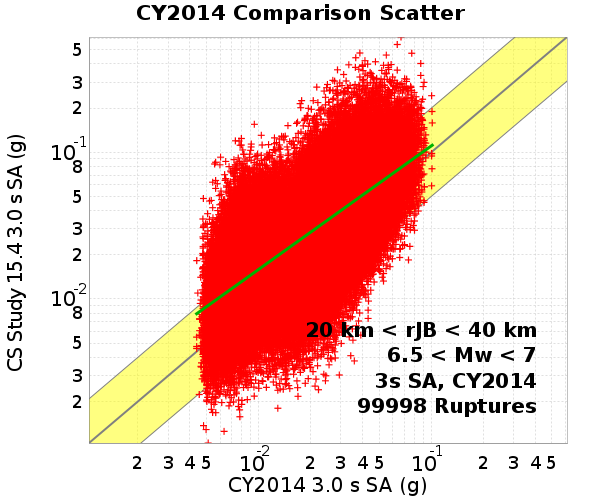 CY2014 Comparison Scatter
CS Study 15.4 3.0 s SA (g)
5
3
2
10-1
8
5
3
2
10-2
8
5
3
2
20 km < rJB < 40 km
6.5 < Mw < 7
3s SA, CY2014
99998 Ruptures
2 3 4 5 10-2 2 3 4 5 10-1 2 3 4 5
CY2014 3.0 s SA (g)